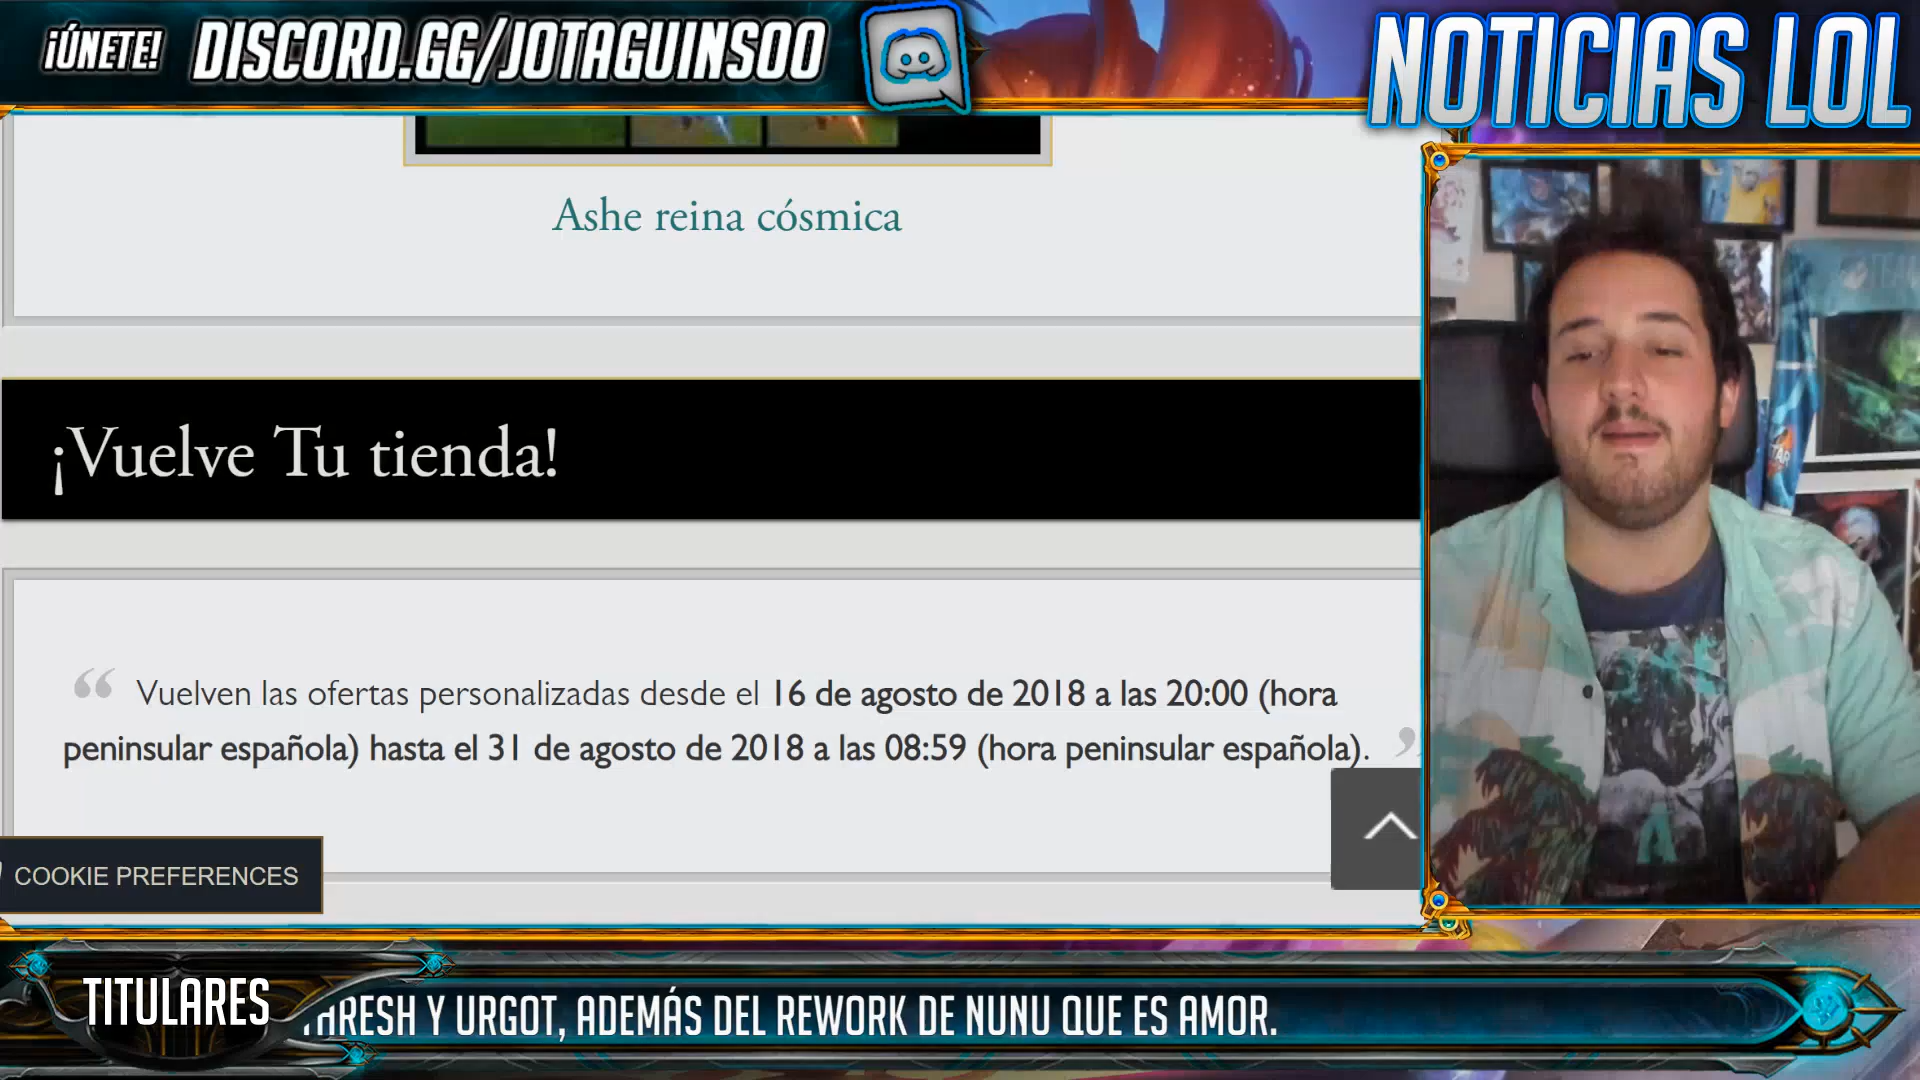 ¡ÚNETE! DISCORD.GG/JOTAGUINSOO
NOTICIAS LOL
Ashe reina cósmica
¡Vuelve Tu tienda!
“ Vuelven las ofertas personalizadas desde el 16 de agosto de 2018 a las 20:00 (hora
peninsular española) hasta el 31 de agosto de 2018 a las 08:59 (hora peninsular española). ”
COOKIE PREFERENCES
TITULARES
HRESH Y URGOT, ADEMÁS DEL REWORK DE NUNU QUE ES AMOR.